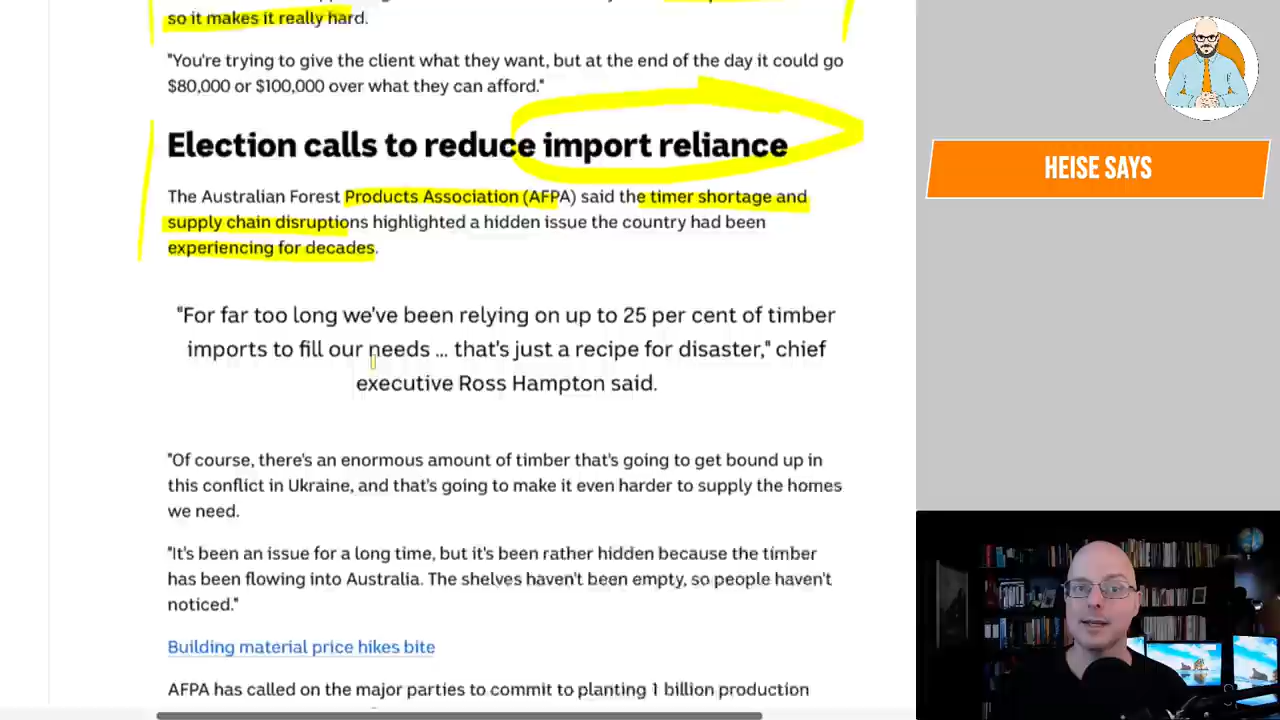 so it makes it really hard.
"You're trying to give the client what they want, but at the end of the day it could go
$80,000 or $100,000 over what they can afford."
Election calls to reduce import reliance
The Australian Forest Products Association (AFPA) said the timer shortage and
supply chain disruptions highlighted a hidden issue the country had been
experiencing for decades.
"For far too long we've been relying on up to 25 per cent of timber
imports to fill our needs ... that's just a recipe for disaster," chief
executive Ross Hampton said.
"Of course, there's an enormous amount of timber that's going to get bound up in
this conflict in Ukraine, and that's going to make it even harder to supply the homes
we need.
"It's been an issue for a long time, but it's been rather hidden because the timber
has been flowing into Australia. The shelves haven't been empty, so people haven't
noticed."
Building material price hikes bite
AFPA has called on the major parties to commit to planting 1 billion production
HEISE SAYS